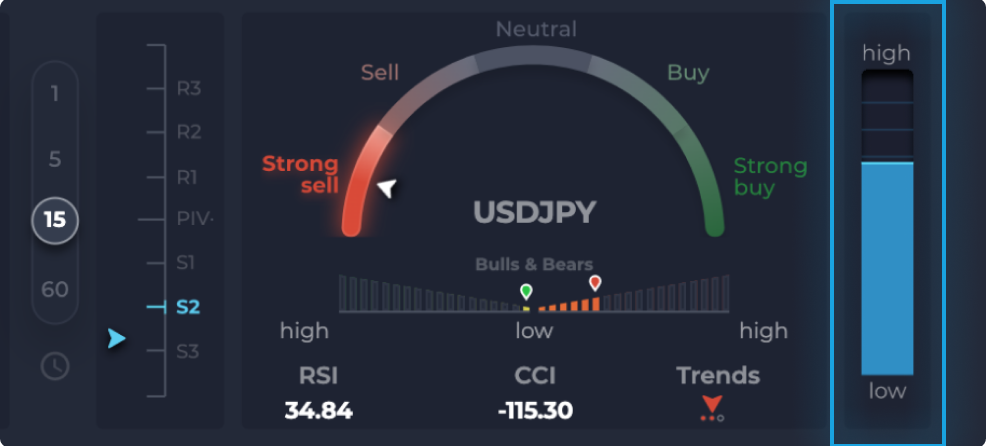 1
5
15
60
R3
R2
R1
PIV
S1
S2
S3
Neutral
Sell
Buy
Strong
sell
Strong
buy
USDJPY
Bulls & Bears
high
low
high
RSI
CCI
Trends
34.84
-115.30
high
low